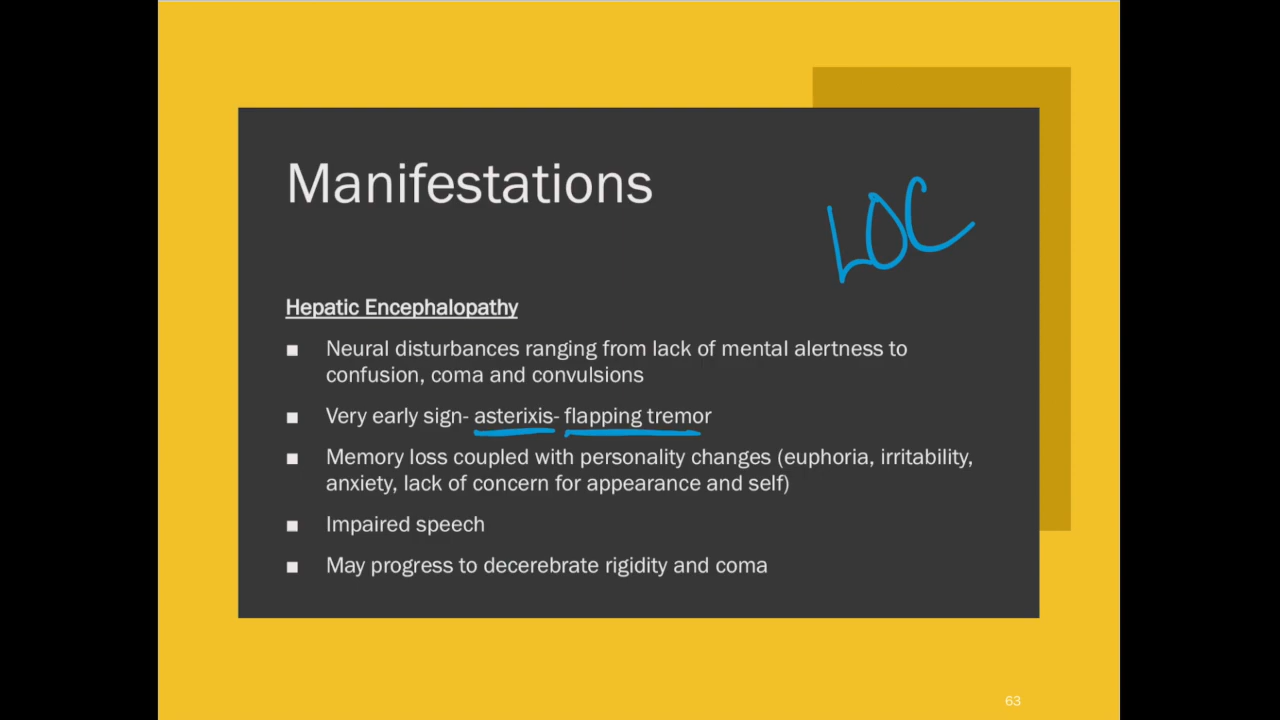 Manifestations
LOC
Hepatic Encephalopathy
■ Neural disturbances ranging from lack of mental alertness to
confusion, coma and convulsions
■ Very early sign- asterixis- flapping tremor
■ Memory loss coupled with personality changes (euphoria, irritability,
anxiety, lack of concern for appearance and self)
■ Impaired speech
■ May progress to decerebrate rigidity and coma
63